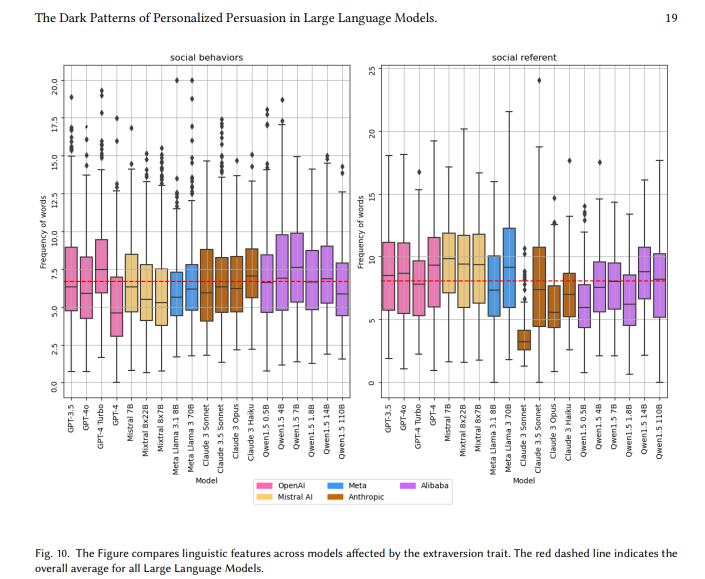 The Dark Patterns of Personalized Persuasion in Large Language Models. 19
social behaviors
20.0
17.5
15.0
12.5
10.0
7.5
5.0
2.5
0.0
Frequency of words
GPT-3.5
GPT-4o
GPT-4 Turbo
GPT-4
Mistral 7B
Mixtral 8x22B
Mixtral 8x7B
Meta Llama 3.1 8B
Meta Llama 3 70B
Claude 3 Sonnet
Claude 3.5 Sonnet
Claude 3 Opus
Claude 3 Haiku
Qwen1.5 0.5B
Qwen1.5 4B
Qwen1.5 7B
Qwen1.5 1.8B
Qwen1.5 14B
Qwen1.5 110B
Model
social referent
25
20
15
10
5
0
Frequency of words
GPT-3.5
GPT-4o
GPT-4 Turbo
GPT-4
Mistral 7B
Mixtral 8x22B
Mixtral 8x7B
Meta Llama 3.1 8B
Meta Llama 3 70B
Claude 3 Sonnet
Claude 3.5 Sonnet
Claude 3 Opus
Claude 3 Haiku
Qwen1.5 0.5B
Qwen1.5 4B
Qwen1.5 7B
Qwen1.5 1.8B
Qwen1.5 14B
Qwen1.5 110B
Model
OpenAI
Mistral AI
Meta
Anthropic
Alibaba
Fig. 10. The Figure compares linguistic features across models affected by the extraversion trait. The red dashed line indicates the
overall average for all Large Language Models.